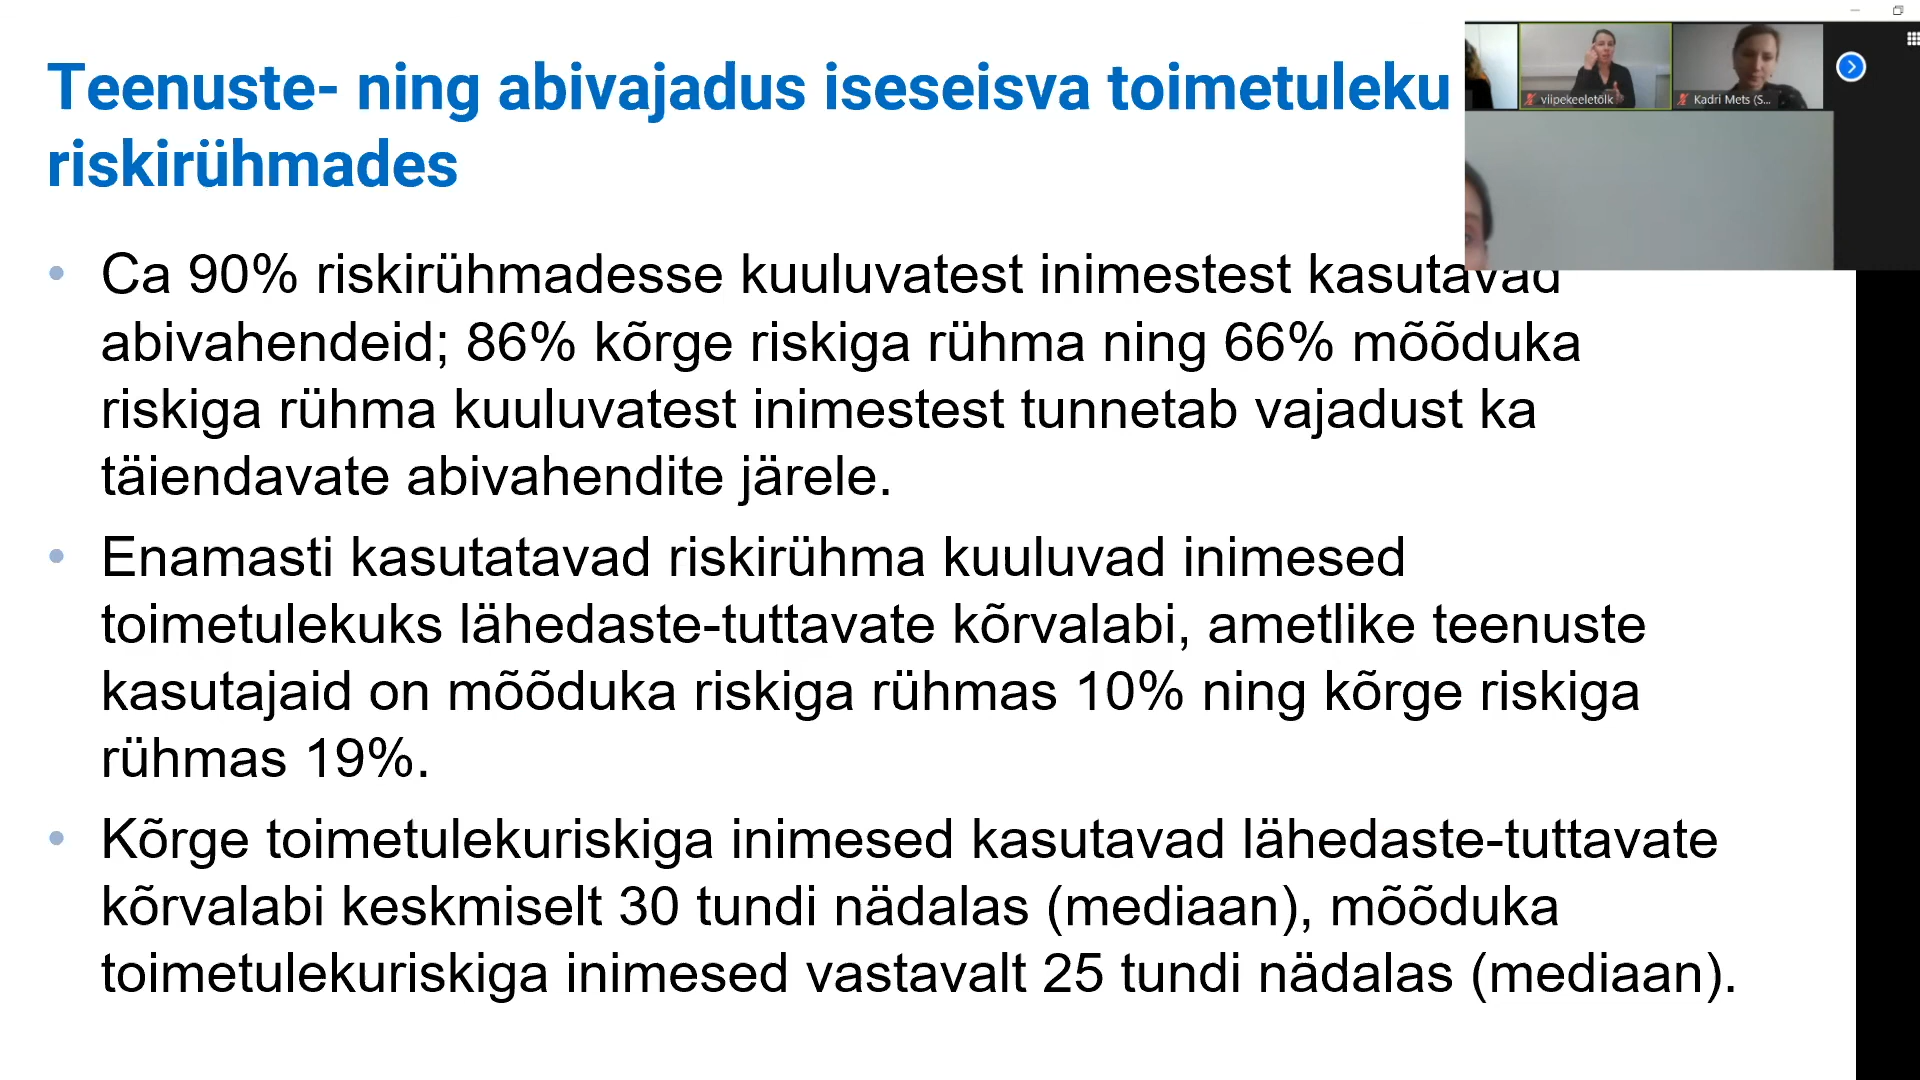 Teenuste- ning abivajadus iseseisva toimetuleku
riskirühmades
viipekeeletõlk
Kadri Mets (S...
• Ca 90% riskirühmadesse kuuluvatest inimestest kasutavad
abivahendeid; 86% kõrge riskiga rühma ning 66% mõõduka
riskiga rühma kuuluvatest inimestest tunnetab vajadust ka
täiendavate abivahendite järele.
• Enamasti kasutatavad riskirühma kuuluvad inimesed
toimetulekuks lähedaste-tuttavate kõrvalabi, ametlike teenuste
kasutajaid on mõõduka riskiga rühmas 10% ning kõrge riskiga
rühmas 19%.
• Kõrge toimetulekuriskiga inimesed kasutavad lähedaste-tuttavate
kõrvalabi keskmiselt 30 tundi nädalas (mediaan), mõõduka
toimetulekuriskiga inimesed vastavalt 25 tundi nädalas (mediaan).